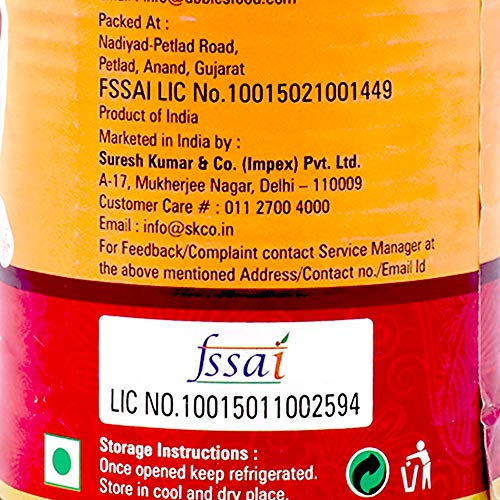 Packed At :
Nadiyad-Petlad Road,
Petlad, Anand, Gujarat
FSSAI LIC No.10015021001449
Product of India
Marketed in India by :
Suresh Kumar & Co. (Impex) Pvt. Ltd.
A-17, Mukherjee Nagar, Delhi – 110009
Customer Care # : 011 2700 4000
Email : info@skco.in
For Feedback/Complaint contact Service Manager at
the above mentioned Address/Contact no./Email Id
fssai
LIC NO.10015011002594
Storage Instructions :
Once opened keep refrigerated.
Store in cool and dry place.